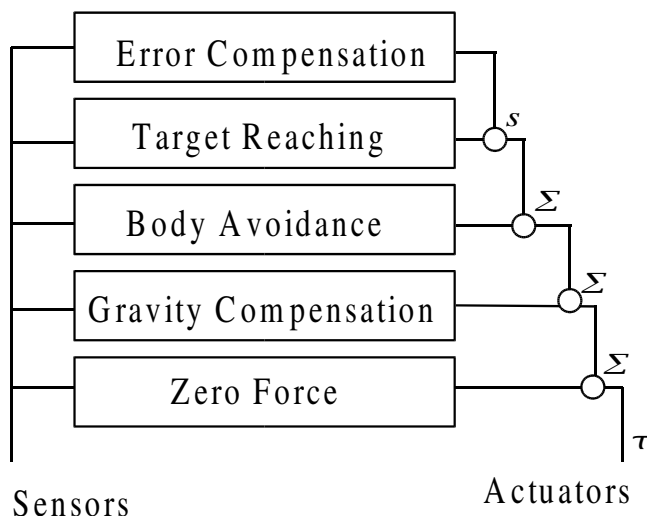 Error Compensation
s
Target Reaching
Σ
Body Avoidance
Σ
Gravity Compensation
Σ
Zero Force
τ
Sensors
Actuators